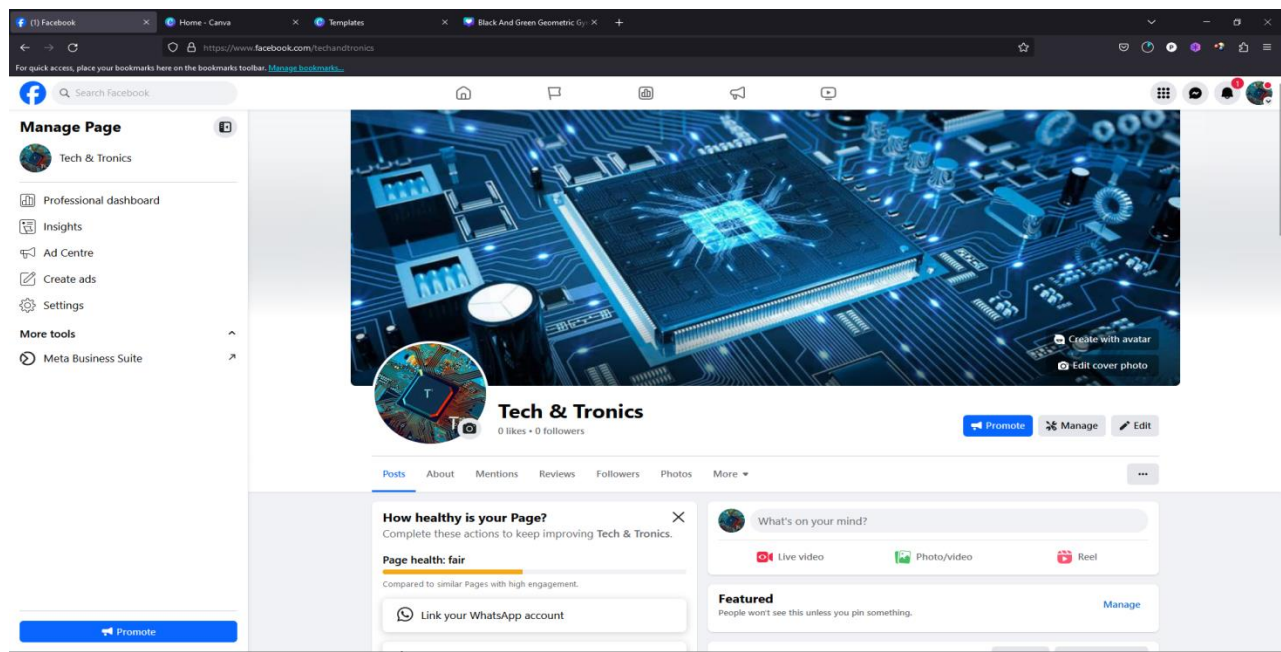 (1) Facebook
Home - Canva
Templates
Black And Green Geometric Gy
https://www.facebook.com/techandtronics
For quick access, place your bookmarks here on the bookmarks toolbar. Manage bookmarks...
Search Facebook
1
Manage Page
Tech & Tronics
Professional dashboard
Insights
Ad Centre
Create ads
Settings
More tools
Meta Business Suite
Promote
Create with avatar
Edit cover photo
T
Tech & Tronics
0 likes • 0 followers
Promote
Manage
Edit
Posts About Mentions Reviews Followers Photos More
How healthy is your Page?
Complete these actions to keep improving Tech & Tronics.
Page health: fair
Compared to similar Pages with high engagement.
Link your WhatsApp account
What's on your mind?
Live video
Photo/video
Reel
Featured
People won't see this unless you pin something.
Manage